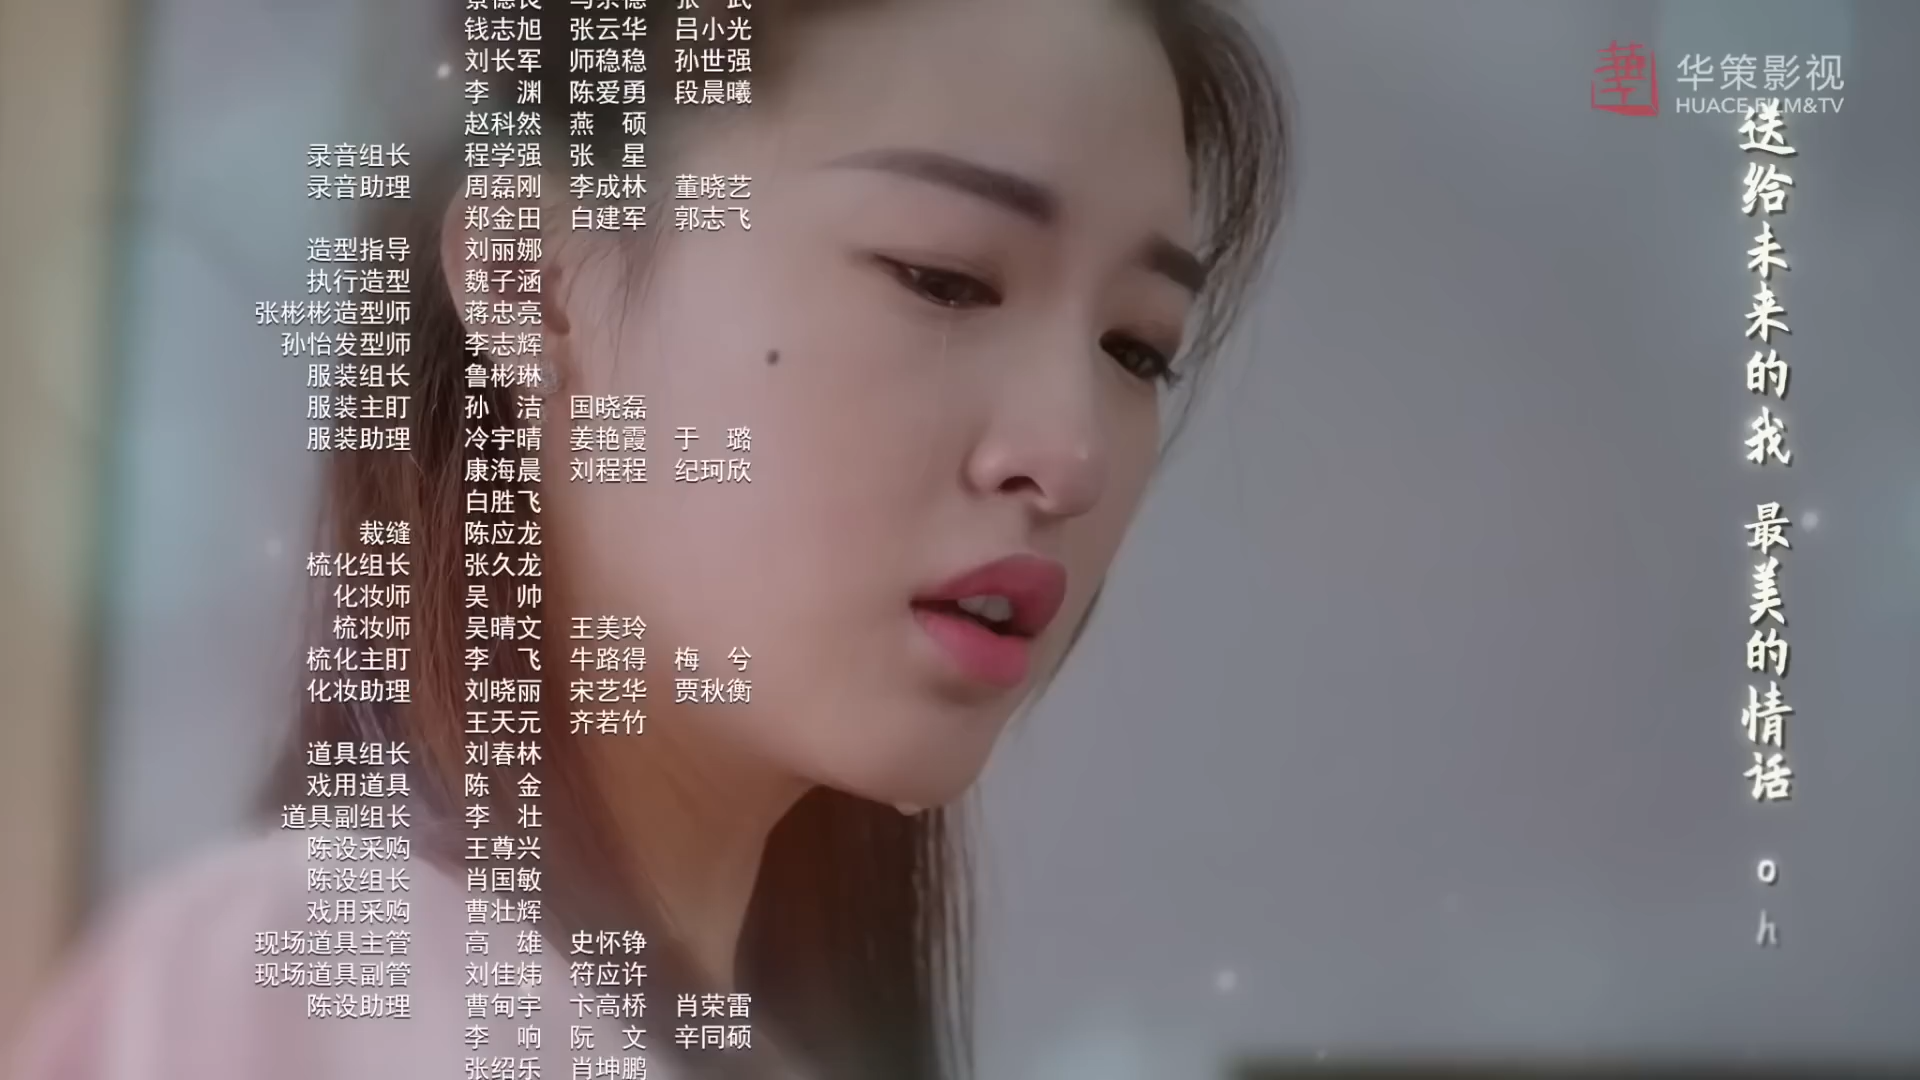 钱志旭 张云华 吕小光
刘长军 师稳稳 孙世强
李 渊 陈爱勇 段晨曦
赵科然 燕 硕
录音组长 程学强 张 星
录音助理 周磊刚 李成林 董晓艺
郑金田 白建军 郭志飞
造型指导 刘丽娜
执行造型 魏子涵
张彬彬造型师 蒋忠亮
孙怡发型师 李志辉
服装组长 鲁彬琳
服装主盯 孙 洁 国晓磊
服装助理 冷宇晴 姜艳霞 于 璐
康海晨 刘程程 纪珂欣
白胜飞
裁缝 陈应龙
梳化组长 张久龙
化妆师 吴 帅
梳妆师 吴晴文 王美玲
梳化主盯 李 飞 牛路得 梅 兮
化妆助理 刘晓丽 宋艺华 贾秋衡
王天元 齐若竹
道具组长 刘春林
戏用道具 陈 金
道具副组长 李 壮
陈设采购 王尊兴
陈设组长 肖国敏
戏用采购 曹壮辉
现场道具主管 高 雄 史怀铮
现场道具副管 刘佳炜 符应许
陈设助理 曹甸宇 卞高桥 肖荣雷
李 响 阮 文 辛同硕
张绍乐 肖坤鹏
华策影视
HUACE FILM&TV
送给未来的我 最美的情话 oh